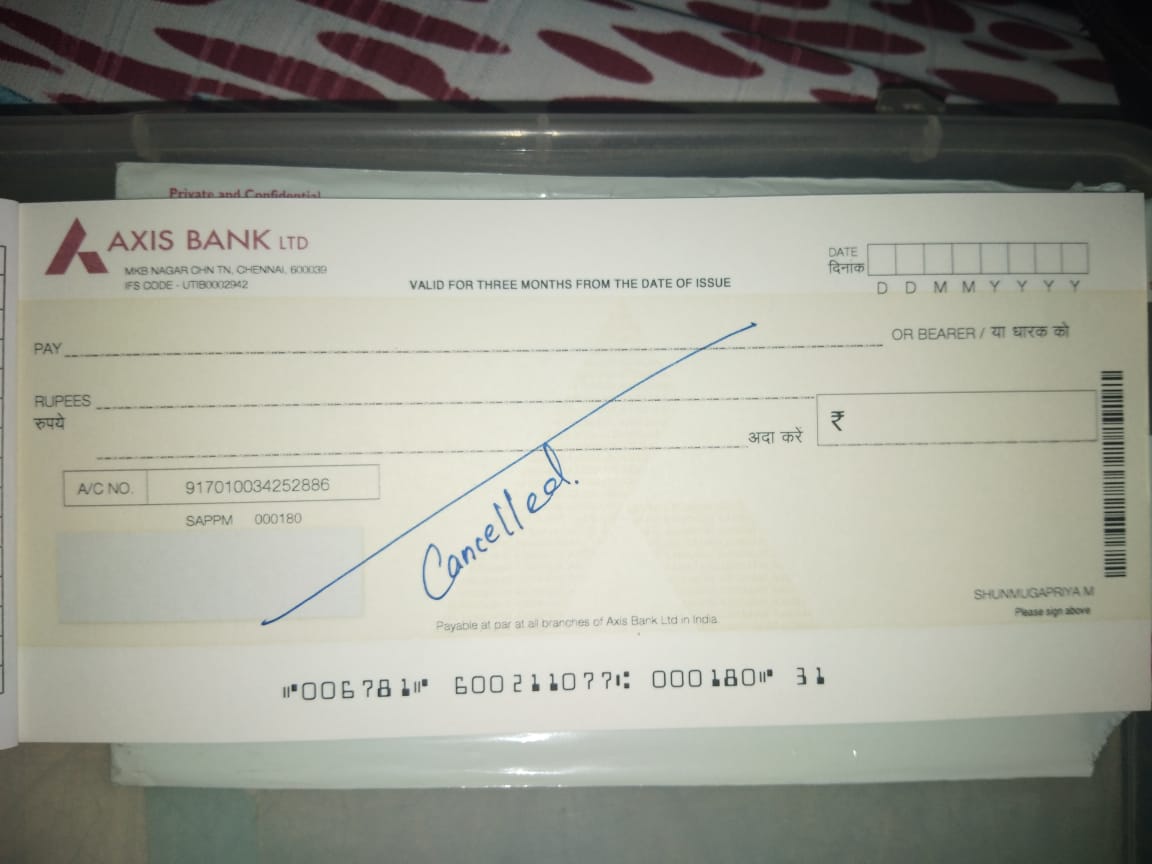 Private and Confidential
AXIS BANK LTD
MKB NAGAR CHN TN, CHENNAI, 600039
IFS CODE - UTIB0002942
VALID FOR THREE MONTHS FROM THE DATE OF ISSUE
DATE
दिनांक
D D M M Y Y Y Y
PAY
OR BEARER / या धारक को
RUPEES
रुपये
अदा करें
₹
A/C NO. 917010034252886
SAPPM 000180
Cancelled.
SHUNMUGAPRIYA M
Please sign above
Payable at par at all branches of Axis Bank Ltd in India
⑈006781⑈ 600211077⑆ 000180⑈ 31